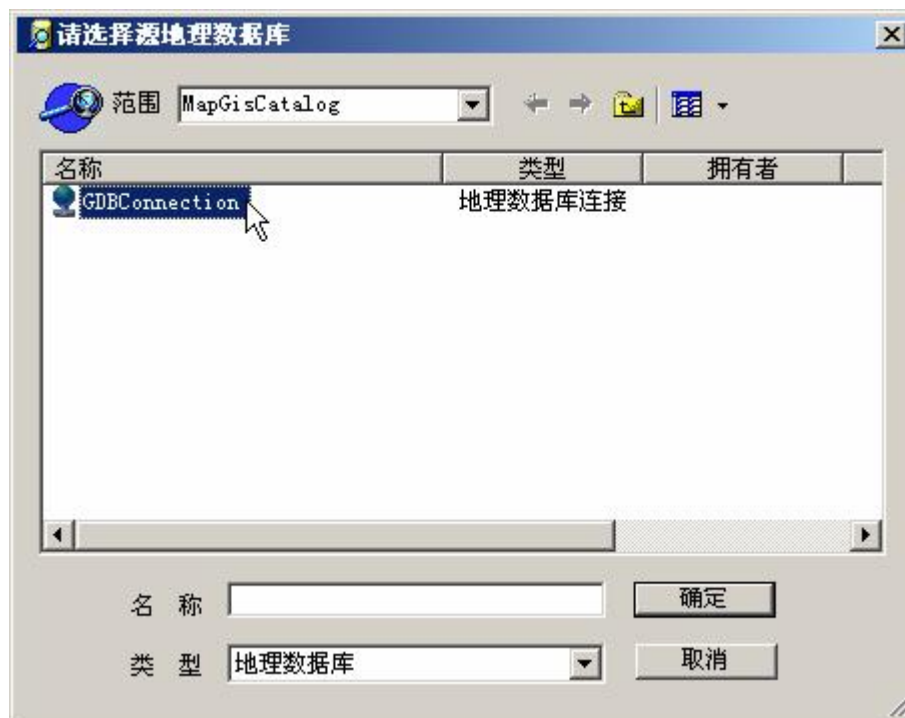 请选择源地理数据库
范围 MapGisCatalog
名称 类型 拥有者
GDBConnection 地理数据库连接
名 称 确定
类 型 地理数据库 取消